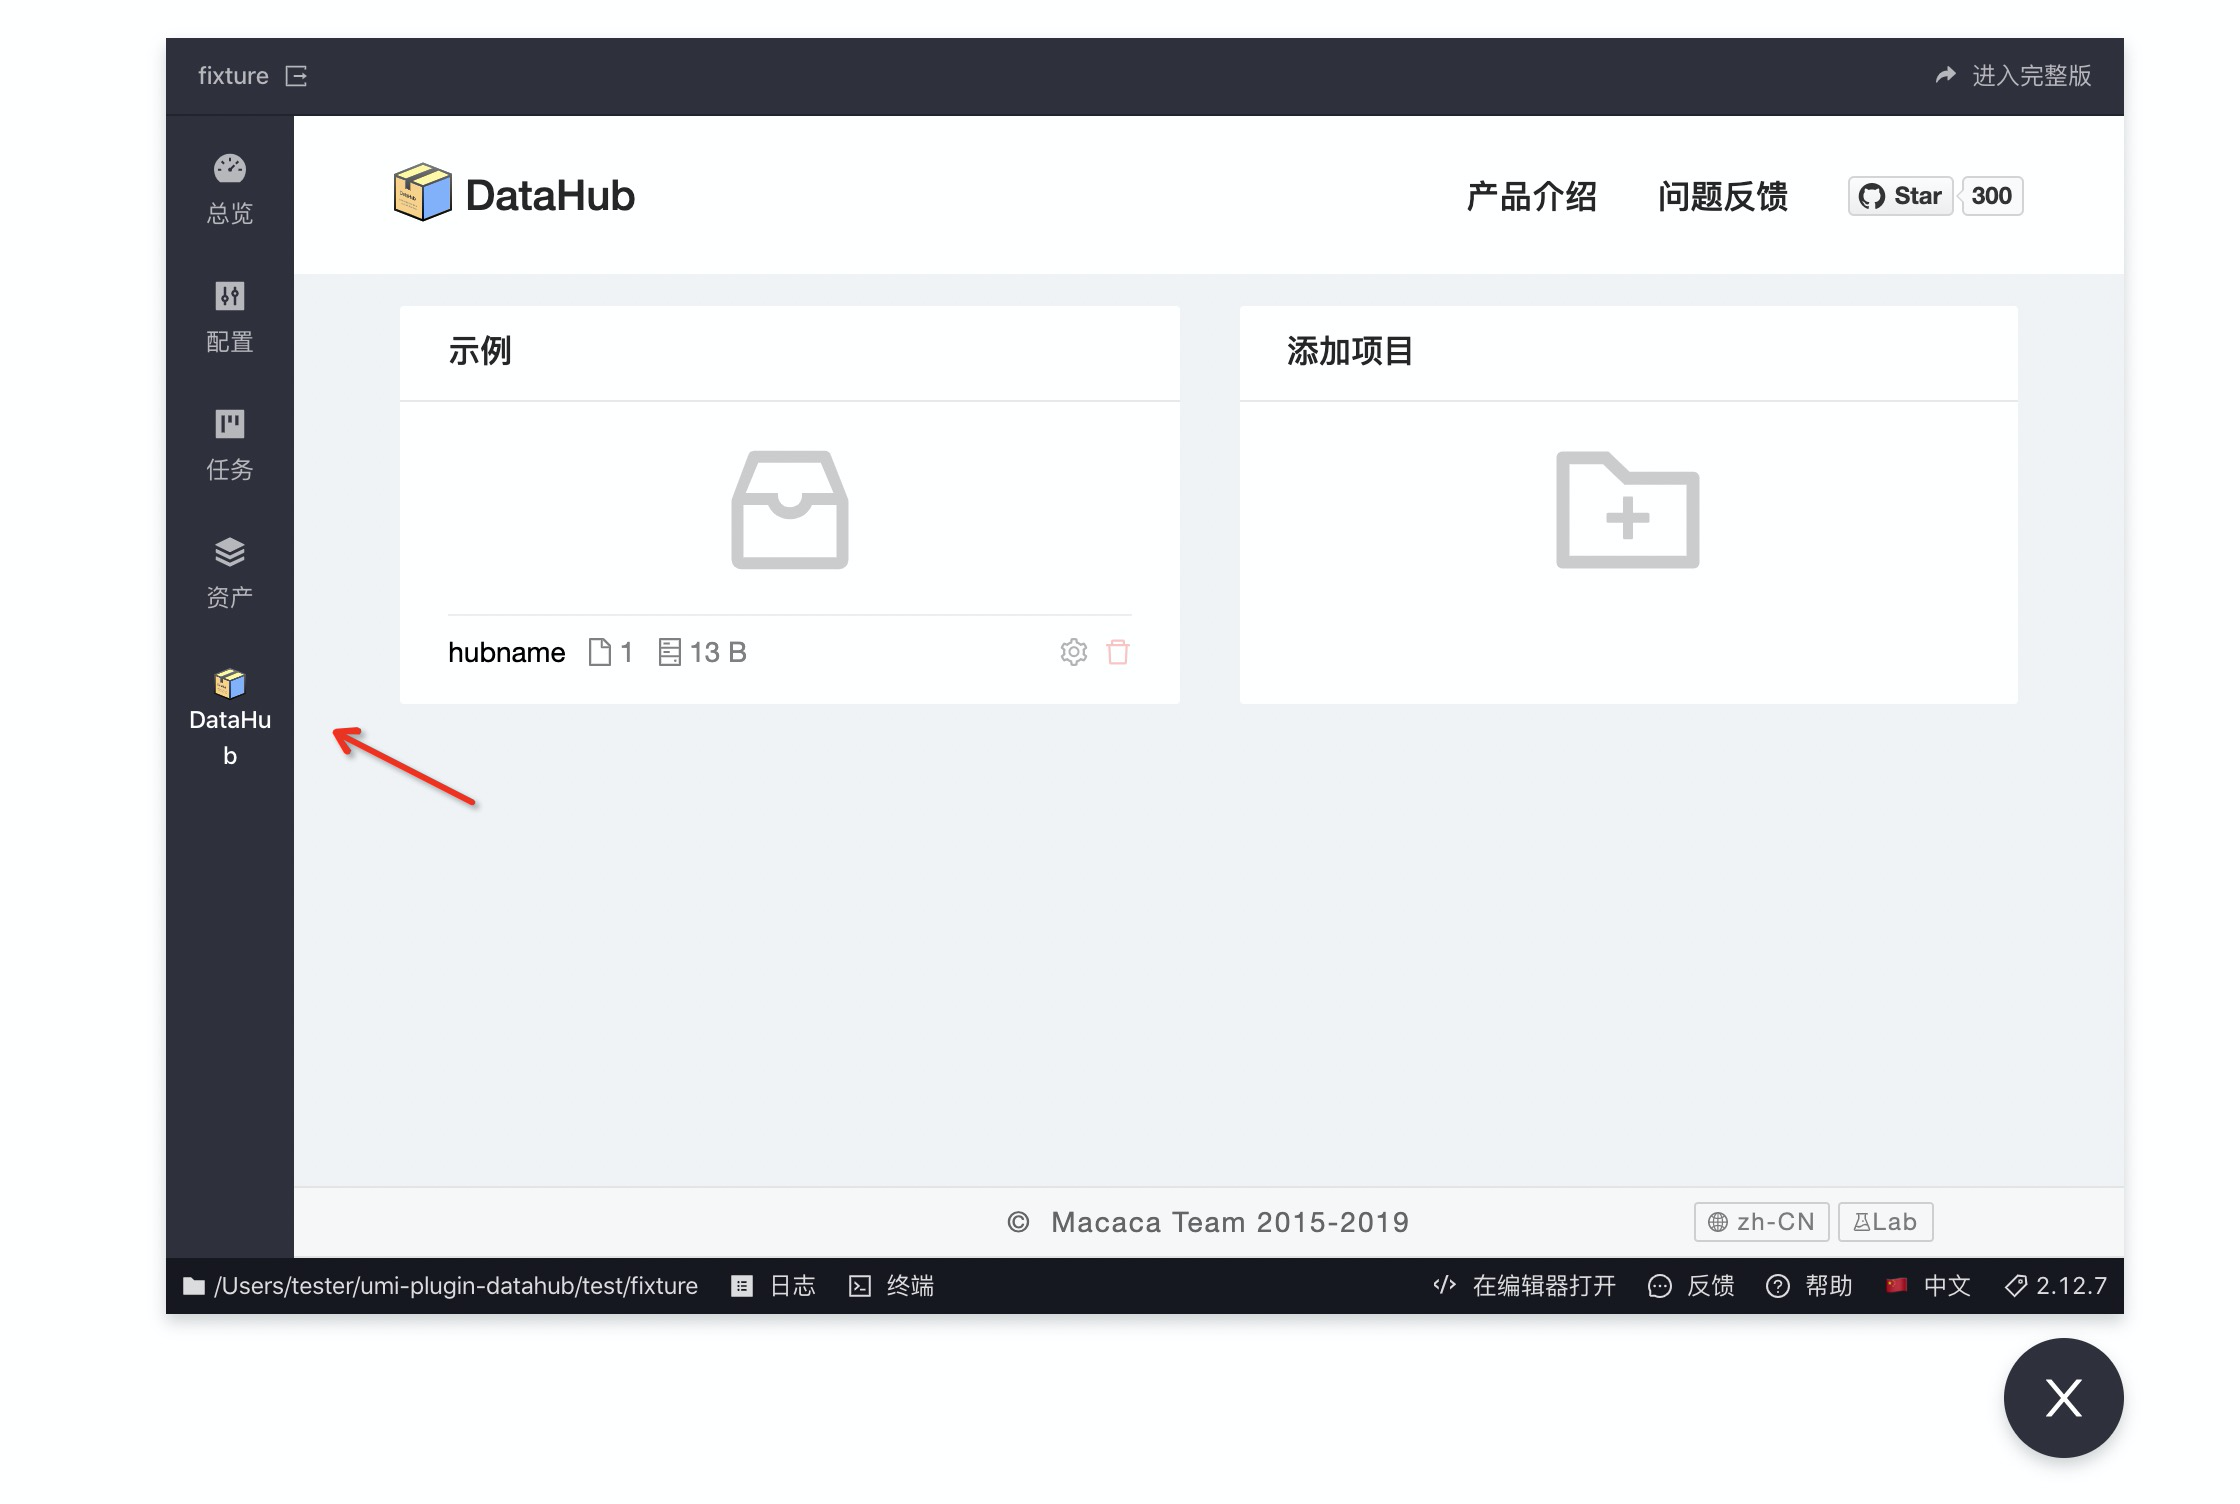 fixture
进入完整版
总览
配置
任务
资产
DataHu
b
DataHub
产品介绍
问题反馈
Star
300
示例
hubname
1
13 B
添加项目
© Macaca Team 2015-2019
zh-CN
Lab
/Users/tester/umi-plugin-datahub/test/fixture
日志
终端
</> 在编辑器打开
反馈
帮助
中文
2.12.7
X